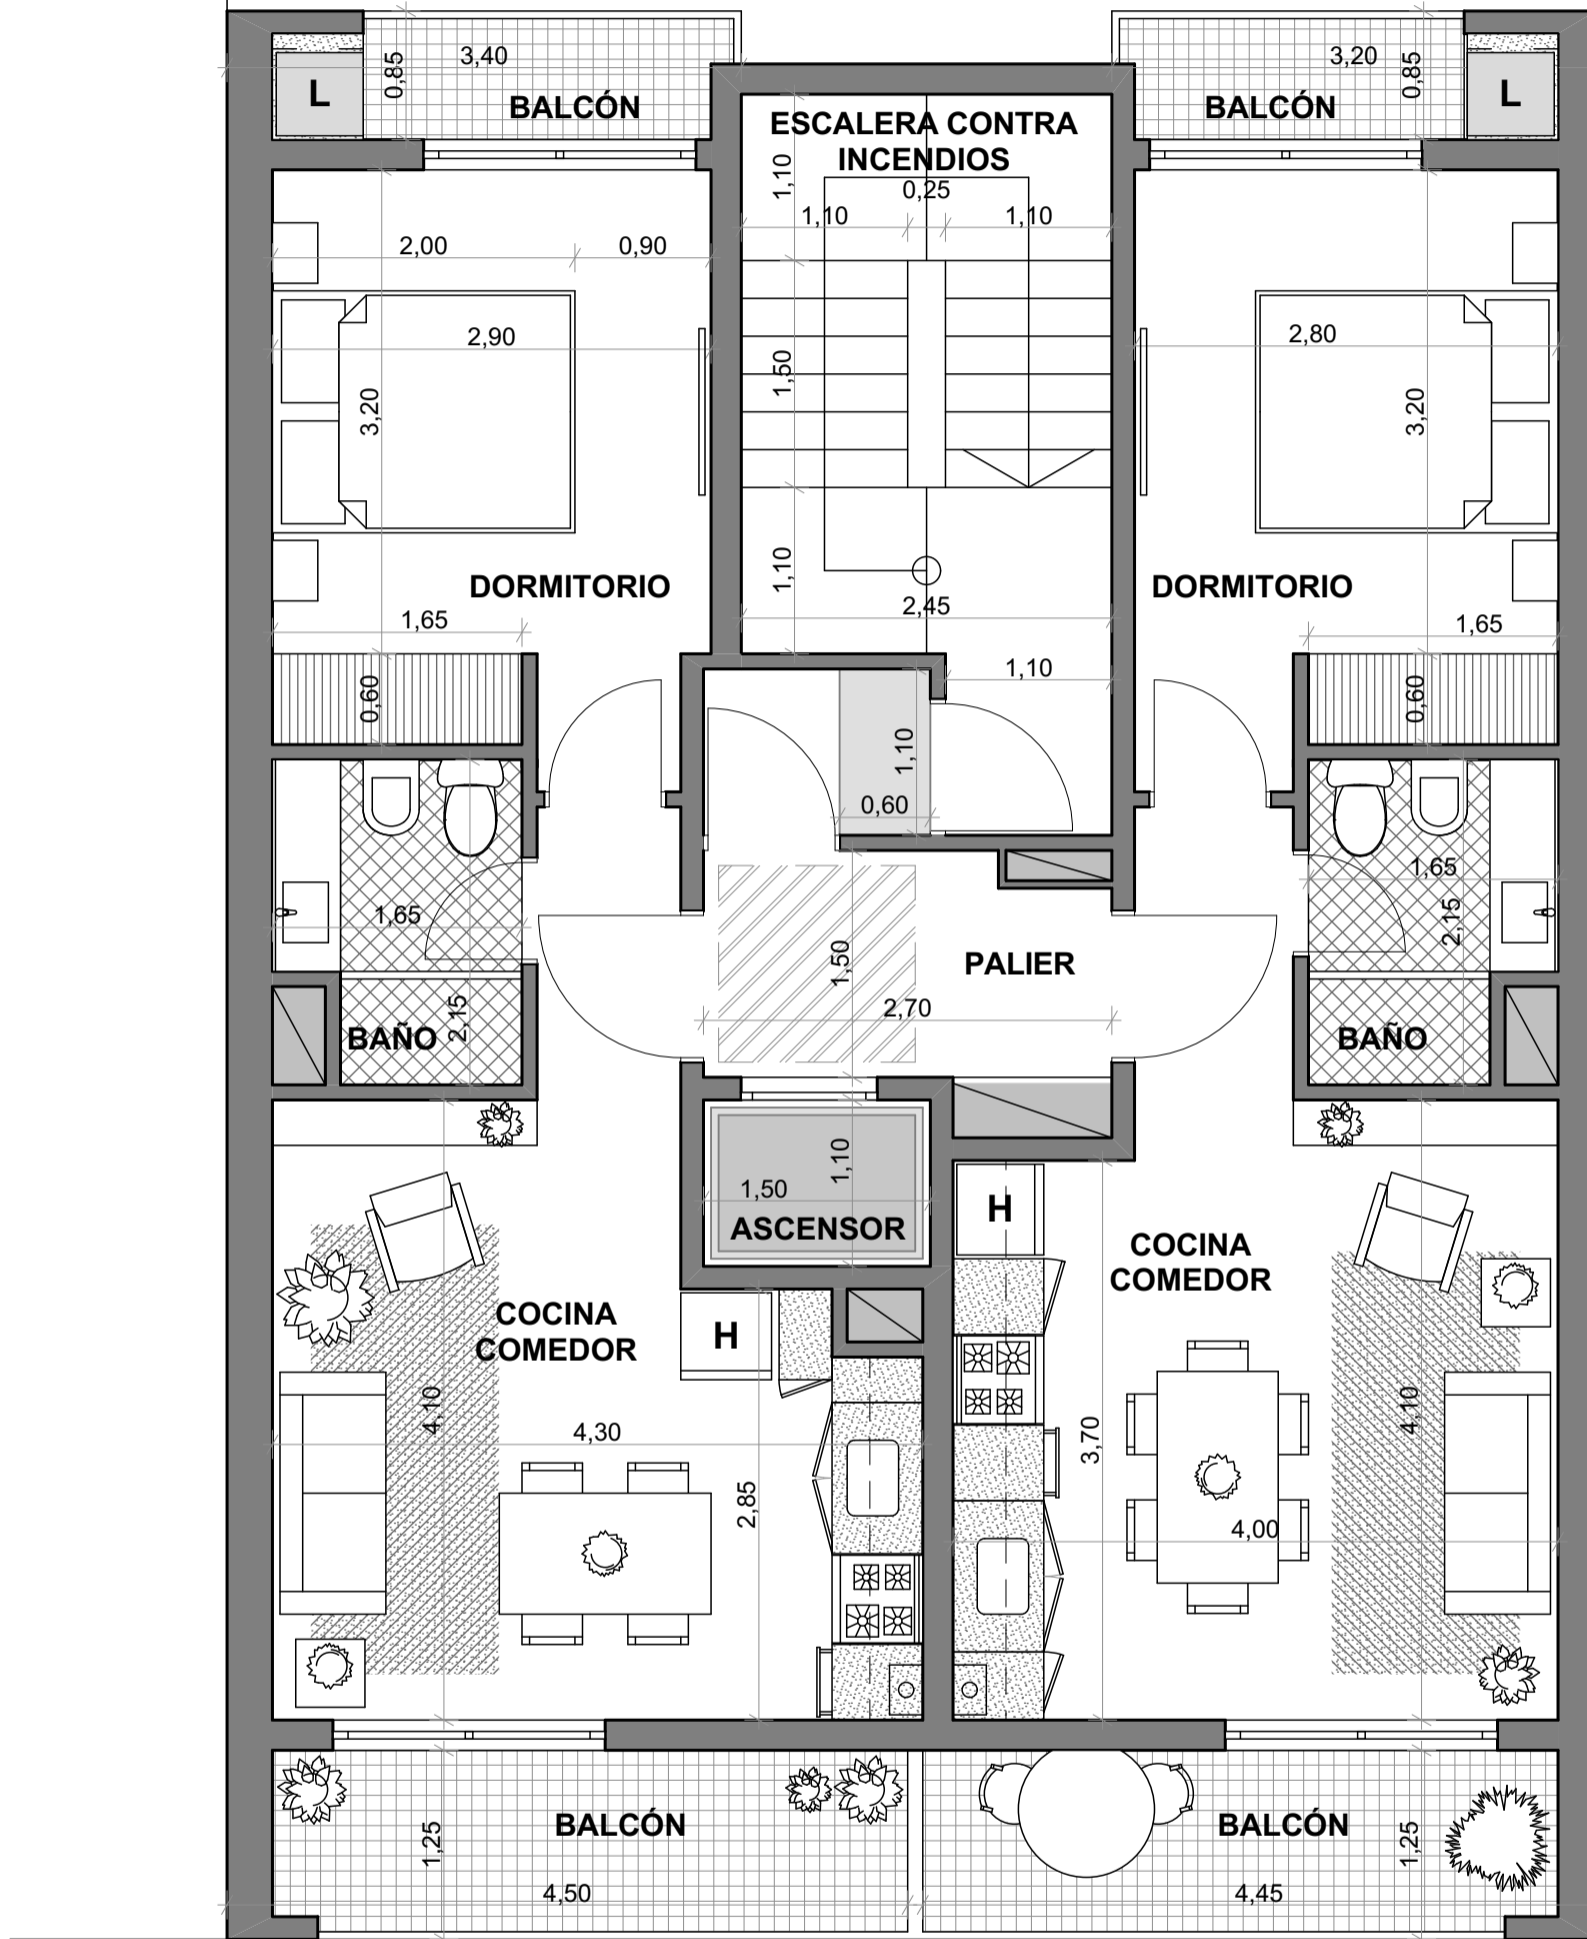 3,40
0,85
L
BALCÓN
3,20
0,85
L
BALCÓN
ESCALERA CONTRA
INCENDIOS
1,10
0,25
1,10
1,10
2,00
0,90
2,90
3,20
1,50
2,80
3,20
1,10
DORMITORIO
2,45
DORMITORIO
1,65
1,65
1,10
0,60
0,60
1,10
0,60
1,65
2,15
BAÑO
1,50
PALIER
2,70
1,65
2,15
BAÑO
1,10
1,50
ASCENSOR
H
COCINA
COMEDOR
H
COCINA
COMEDOR
4,10
4,30
2,85
3,70
4,10
4,00
BALCÓN
1,25
4,50
BALCÓN
1,25
4,45